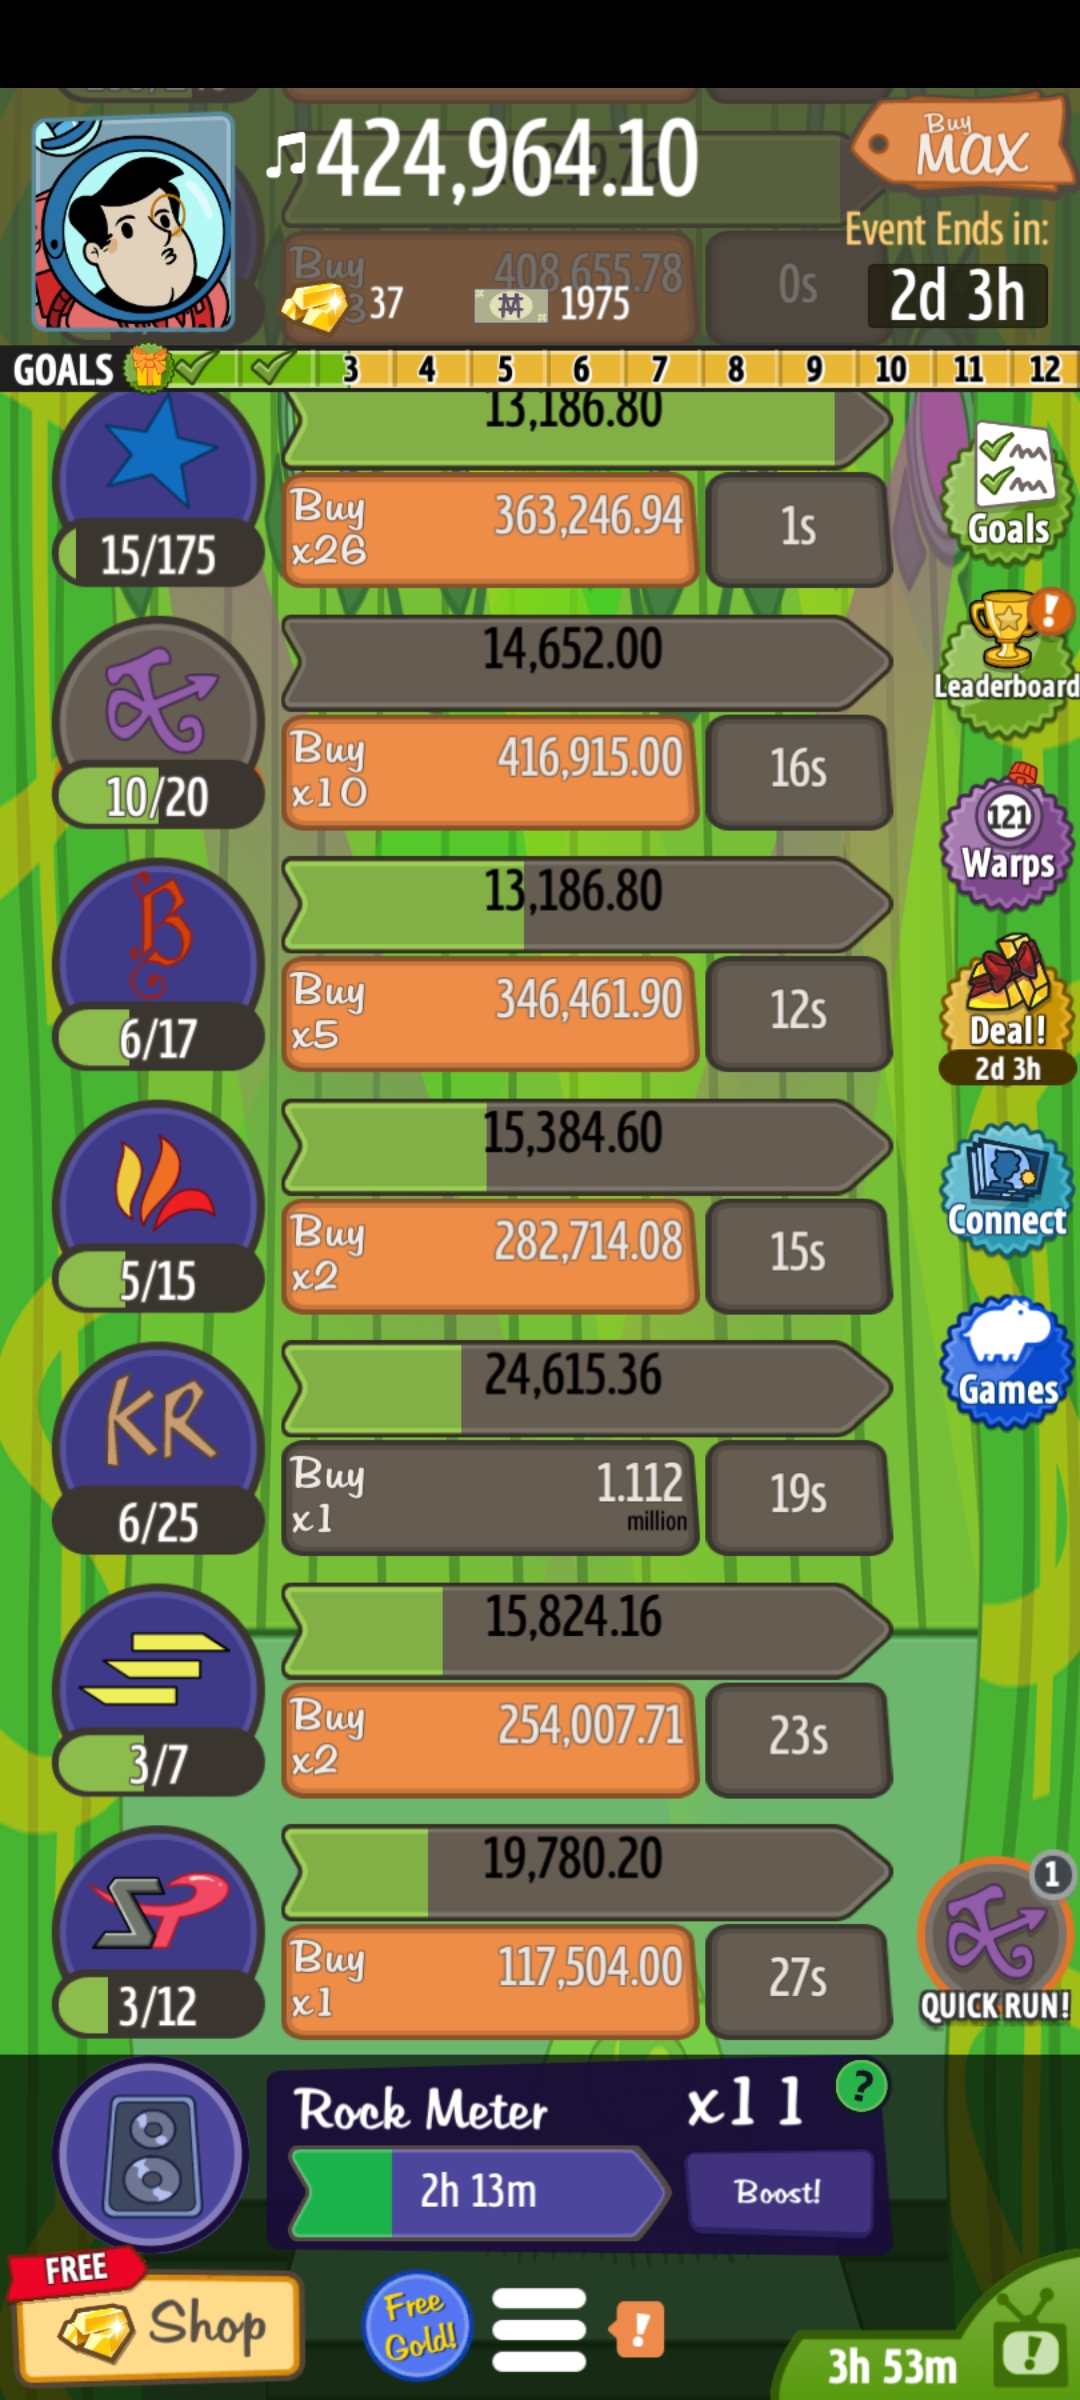 ♫424,964.10
Buy
MAX
Event Ends in:
Buy
408,655.78
0s
2d 3h
37
1975
GOALS 3 4 5 6 7 8 9 10 11 12
13,186.80
15/175
Buy
x26
363,246.94
1s
Goals
14,652.00
Leaderboard
10/20
Buy
x10
416,915.00
16s
121
Warps
13,186.80
B
6/17
Buy
x5
346,461.90
12s
Deal!
2d 3h
15,384.60
5/15
Buy
x2
282,714.08
15s
Connect
24,615.36
Games
KR
6/25
Buy
x1
1.112
million
19s
15,824.16
3/7
Buy
x2
254,007.71
23s
19,780.20
SP
3/12
Buy
x1
117,504.00
27s
1
QUICK RUN!
Rock Meter
x11
?
2h 13m
Boost!
FREE
Shop
Free
Gold!
!
3h 53m
!